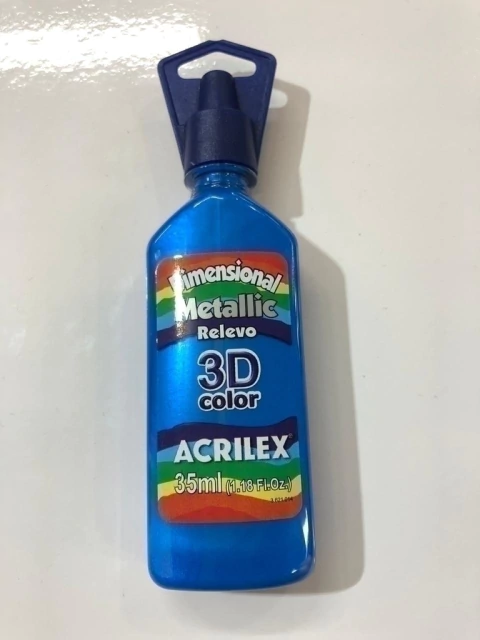 Dimensional
Metallic
Relevo
3D
color
ACRILEX
35ml (1.18 Fl.Oz.)